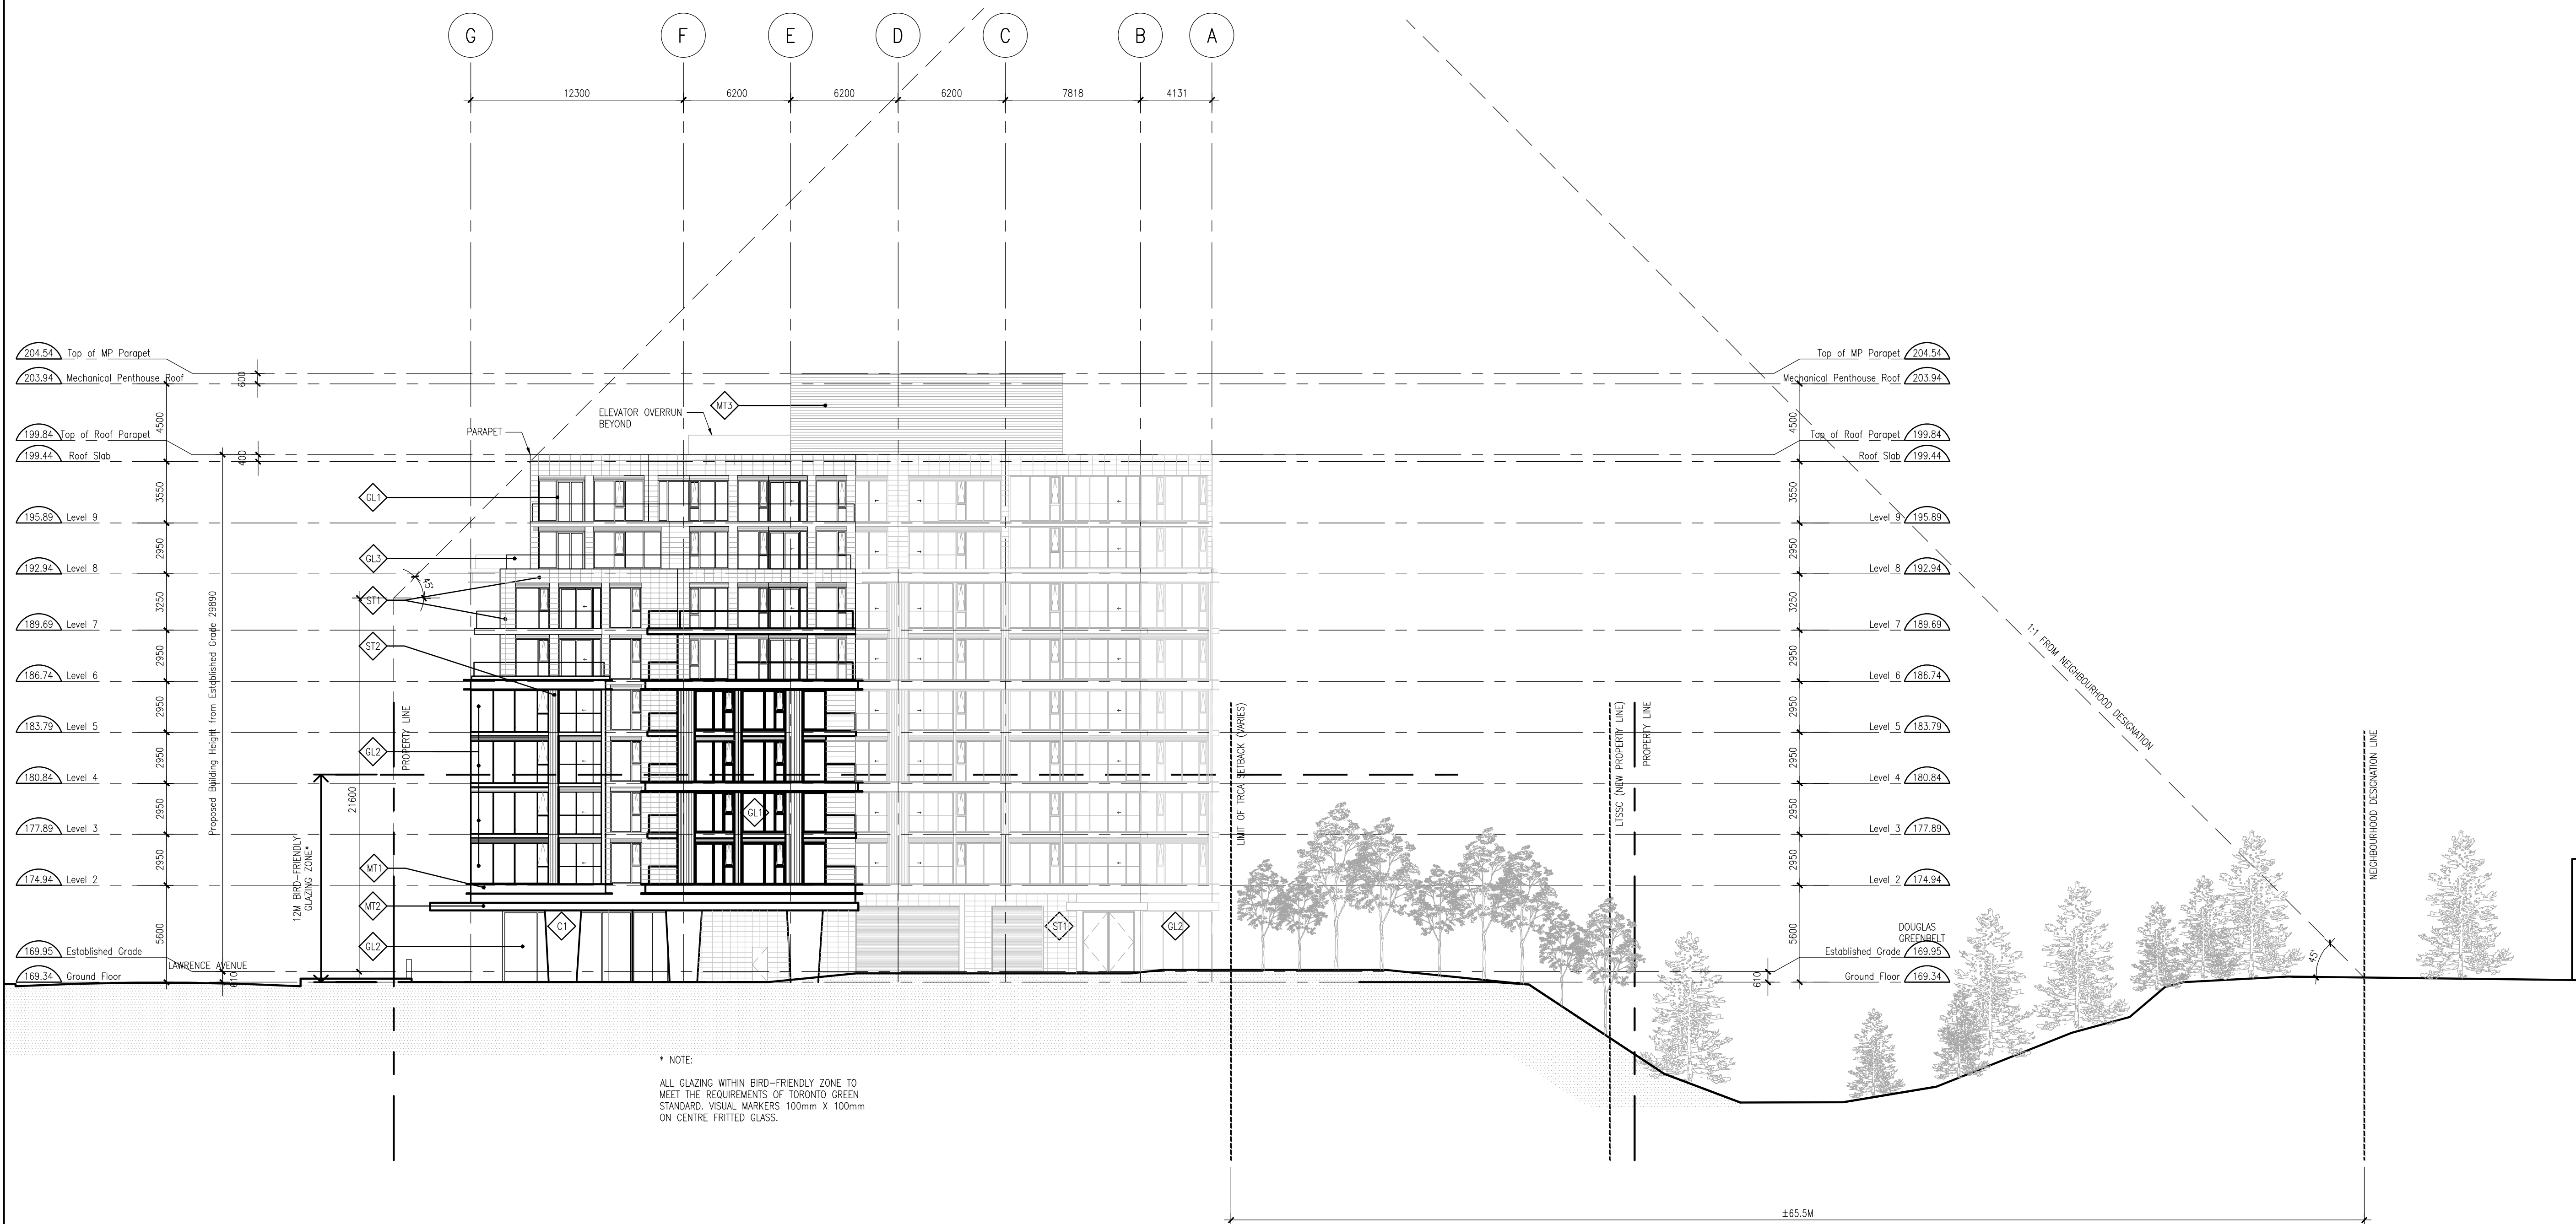 G
F
E
D
C
B
A
12300
6200
6200
6200
7818
4131
204.54 Top of MP Parapet
203.94 Mechanical Penthouse Roof
199.84 Top of Roof Parapet
199.44 Roof Slab
195.89 Level 9
192.94 Level 8
189.69 Level 7
186.74 Level 6
183.79 Level 5
180.84 Level 4
177.89 Level 3
174.94 Level 2
169.95 Established Grade
169.34 Ground Floor
LAWRENCE AVENUE
600
4500
400
3550
2950
3250
2950
2950
2950
2950
2950
5600
610
Proposed Building Height from Established Grade 29890
12M BIRD-FRIENDLY
GLAZING ZONE*
21600
PROPERTY LINE
45°
PARAPET
ELEVATOR OVERRUN
BEYOND
MT3
GL1
GL3
ST1
ST2
GL2
MT1
MT2
GL2
GL1
C1
ST1
GL2
* NOTE:
ALL GLAZING WITHIN BIRD-FRIENDLY ZONE TO
MEET THE REQUIREMENTS OF TORONTO GREEN
STANDARD. VISUAL MARKERS 100mm X 100mm
ON CENTRE FRITTED GLASS.
LIMIT OF TRCA SETBACK (VARIES)
LTSSC (NEW PROPERTY LINE)
PROPERTY LINE
Top of MP Parapet 204.54
Mechanical Penthouse Roof 203.94
Top of Roof Parapet 199.84
Roof Slab 199.44
Level 9 195.89
Level 8 192.94
Level 7 189.69
Level 6 186.74
Level 5 183.79
Level 4 180.84
Level 3 177.89
Level 2 174.94
DOUGLAS
GREENBELT
Established Grade 169.95
Ground Floor 169.34
4500
3550
2950
3250
2950
2950
2950
2950
2950
5600
610
1:1 FROM NEIGHBOURHOOD DESIGNATION
45°
NEIGHBOURHOOD DESIGNATION LINE
±65.5M